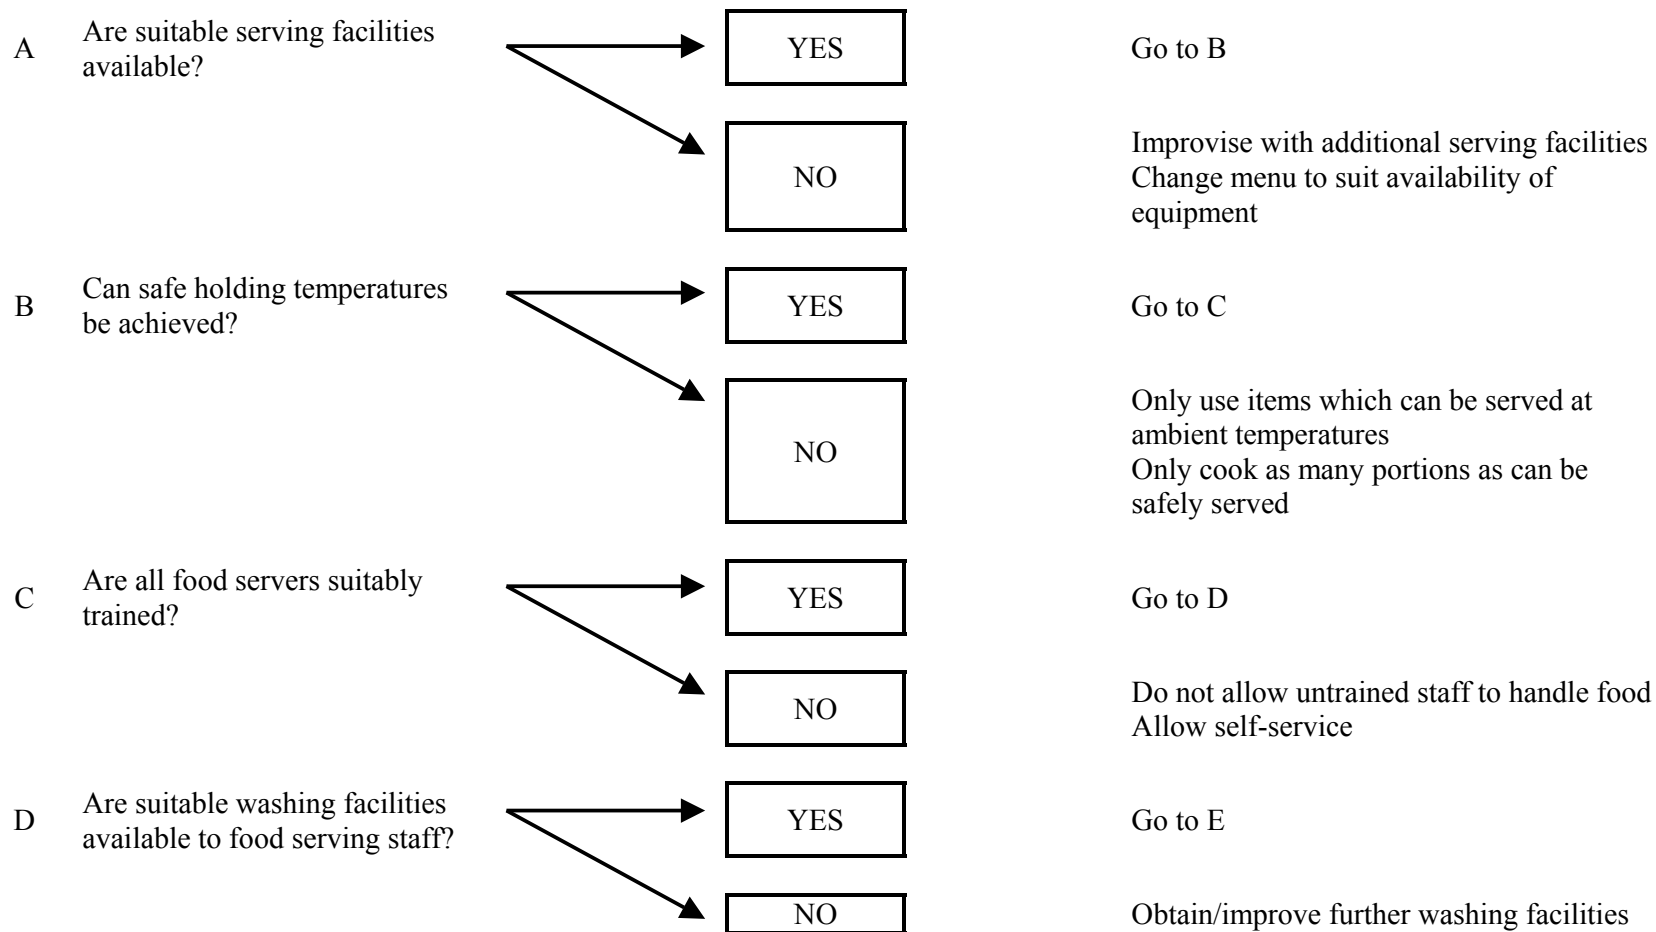 A
Are suitable serving facilities
available?
YES
Go to B
NO
Improvise with additional serving facilities
Change menu to suit availability of
equipment
B
Can safe holding temperatures
be achieved?
YES
Go to C
NO
Only use items which can be served at
ambient temperatures
Only cook as many portions as can be
safely served
C
Are all food servers suitably
trained?
YES
Go to D
NO
Do not allow untrained staff to handle food
Allow self-service
D
Are suitable washing facilities
available to food serving staff?
YES
Go to E
NO
Obtain/improve further washing facilities